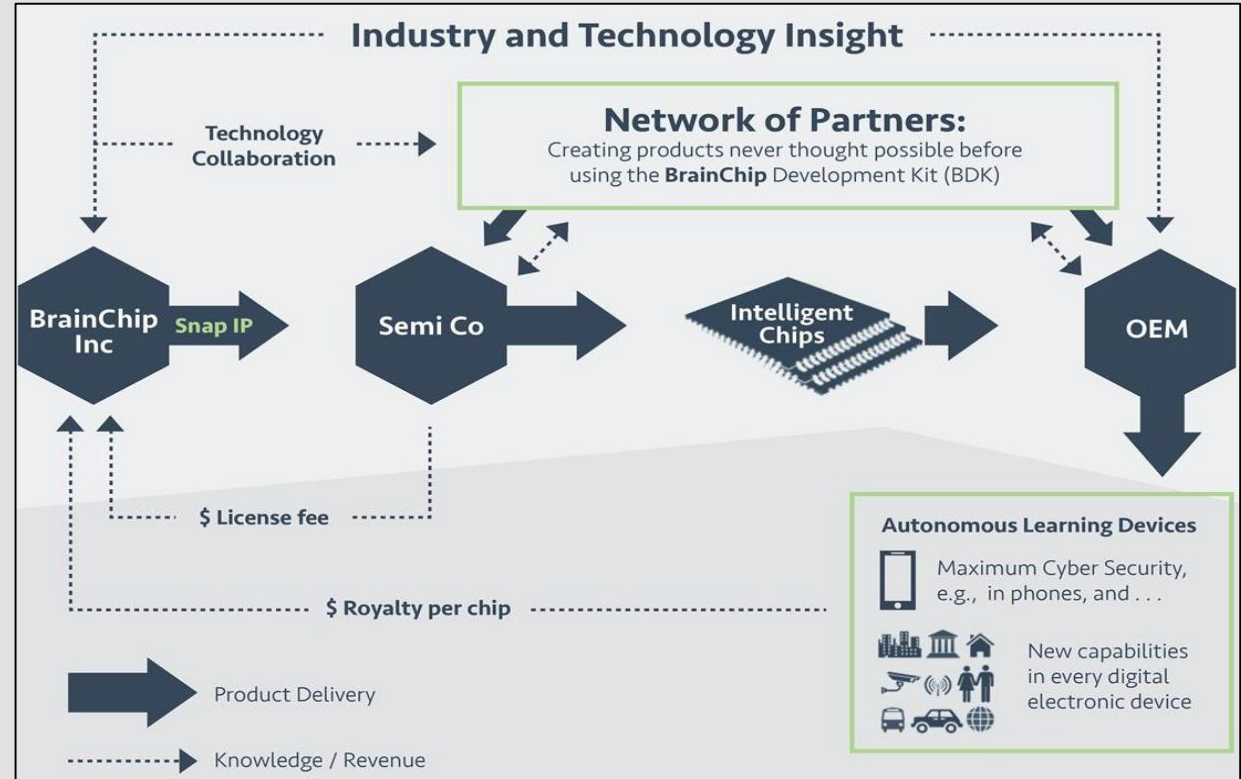 Industry and Technology Insight
Technology
Collaboration
Network of Partners:
Creating products never thought possible before
using the BrainChip Development Kit (BDK)
BrainChip
Inc
Snap IP
Semi Co
Intelligent
Chips
OEM
$ License fee
$ Royalty per chip
Autonomous Learning Devices
Maximum Cyber Security,
e.g., in phones, and . . .
New capabilities
in every digital
electronic device
Product Delivery
Knowledge / Revenue